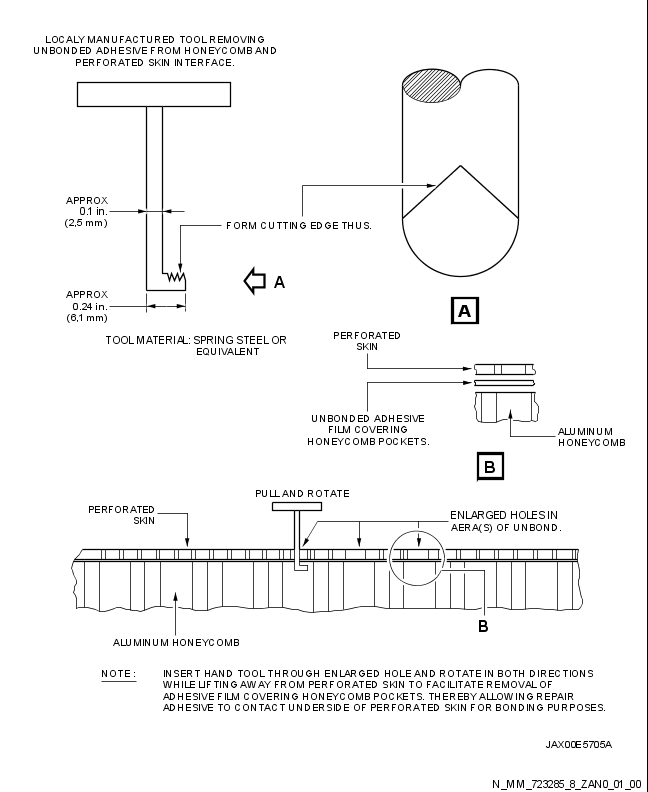 LOCALY MANUFACTURED TOOL REMOVING
UNBONDED ADHESIVE FROM HONEYCOMB AND
PERFORATED SKIN INTERFACE.
APPROX
0.1 in.
(2,5 mm)
FORM CUTTING EDGE THUS.
A
APPROX
0.24 in.
(6,1 mm)
A
TOOL MATERIAL: SPRING STEEL OR
EQUIVALENT
PERFORATED
SKIN
UNBONDED ADHESIVE
FILM COVERING
HONEYCOMB POCKETS.
ALUMINUM
HONEYCOMB
B
PULL AND ROTATE
PERFORATED
SKIN
ENLARGED HOLES IN
AERA(S) OF UNBOND.
B
ALUMINUM HONEYCOMB
NOTE : INSERT HAND TOOL THROUGH ENLARGED HOLE AND ROTATE IN BOTH DIRECTIONS
WHILE LIFTING AWAY FROM PERFORATED SKIN TO FACILITATE REMOVAL OF
ADHESIVE FILM COVERING HONEYCOMB POCKETS. THEREBY ALLOWING REPAIR
ADHESIVE TO CONTACT UNDERSIDE OF PERFORATED SKIN FOR BONDING PURPOSES.
JAX00E5705A
N_MM_723285_8_ZAN0_01_00